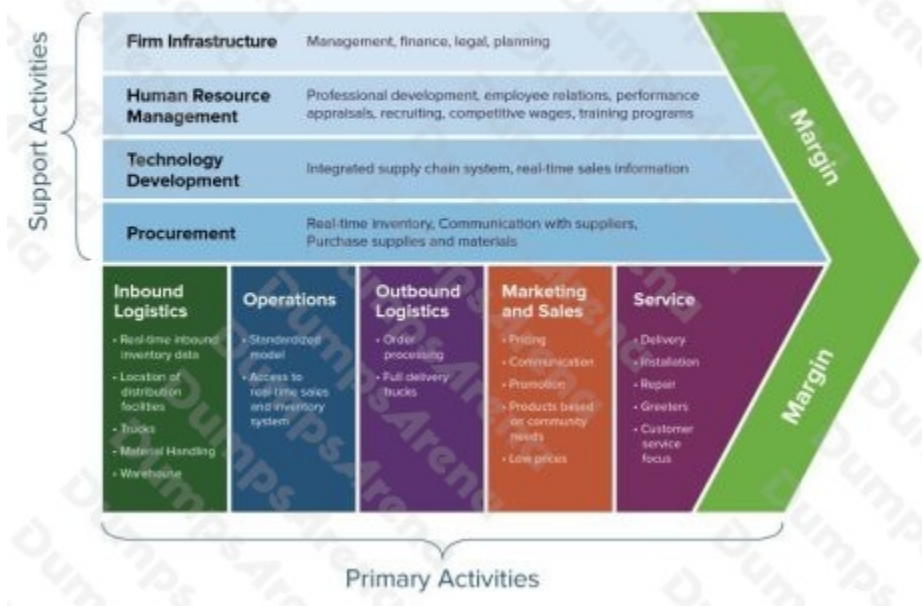 Support Activities
Firm Infrastructure
Management, finance, legal, planning
Human Resource
Management
Professional development, employee relations, performance
appraisals, recruiting, competitive wages, training programs
Technology
Development
Integrated supply chain system, real-time sales information
Procurement
Real-time inventory, Communication with suppliers,
Purchase supplies and materials
Margin
Margin
Inbound
Logistics
• Real-time inbound
inventory data
• Location of
distribution
facilities
• Trucks
• Material Handling
• Warehouse
Operations
• Standardized
model
• Access to
real-time sales
and inventory
system
Outbound
Logistics
• Order
processing
• Full delivery
trucks
Marketing
and Sales
• Pricing
• Communication
• Promotion
• Products based
on community
needs
• Low prices
Service
• Delivery
• Installation
• Repair
• Greeters
• Customer
service
focus
Primary Activities
DumpsArena